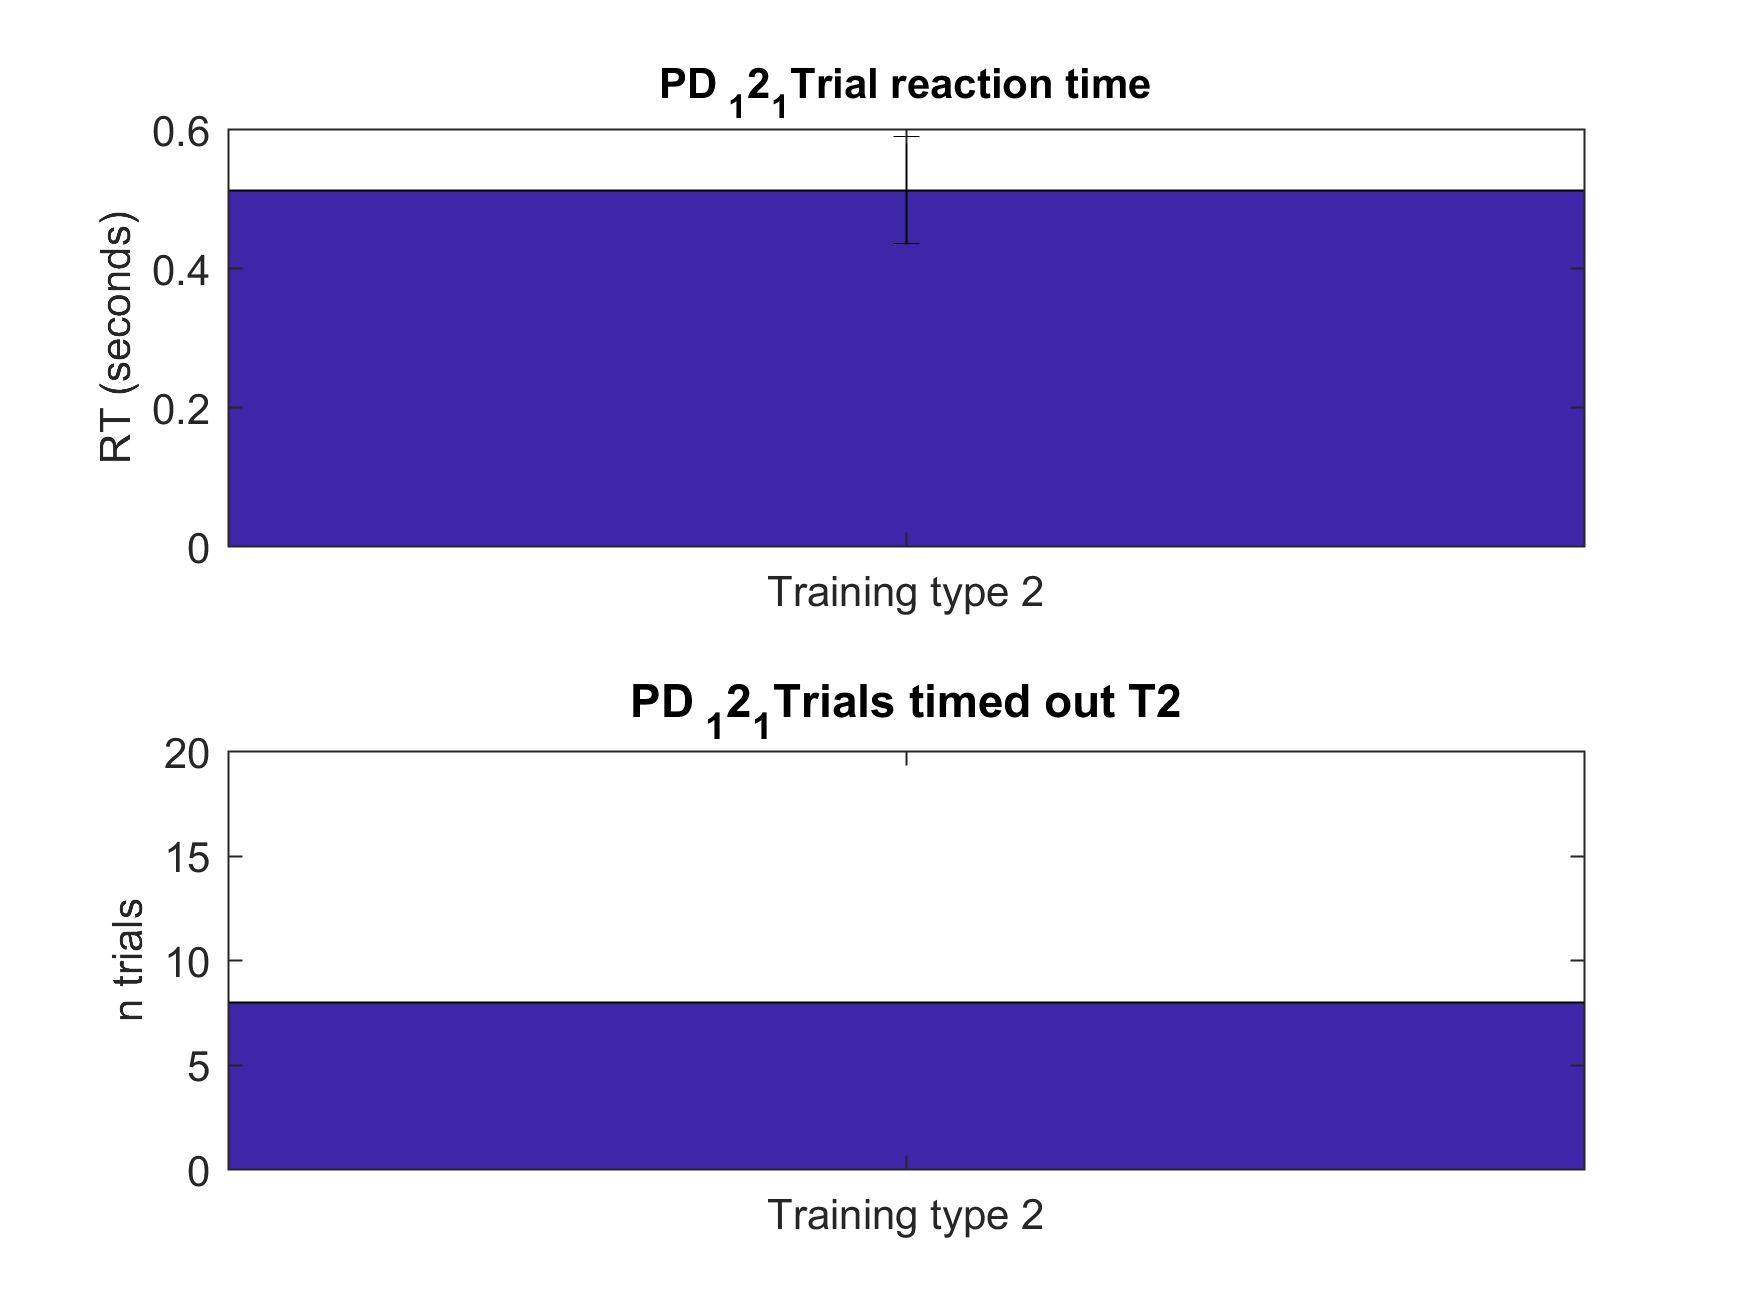 PD ₁2₁Trial reaction time
0.6
0.4
0.2
0
RT (seconds)
Training type 2
PD ₁2₁Trials timed out T2
20
15
10
5
0
n trials
Training type 2